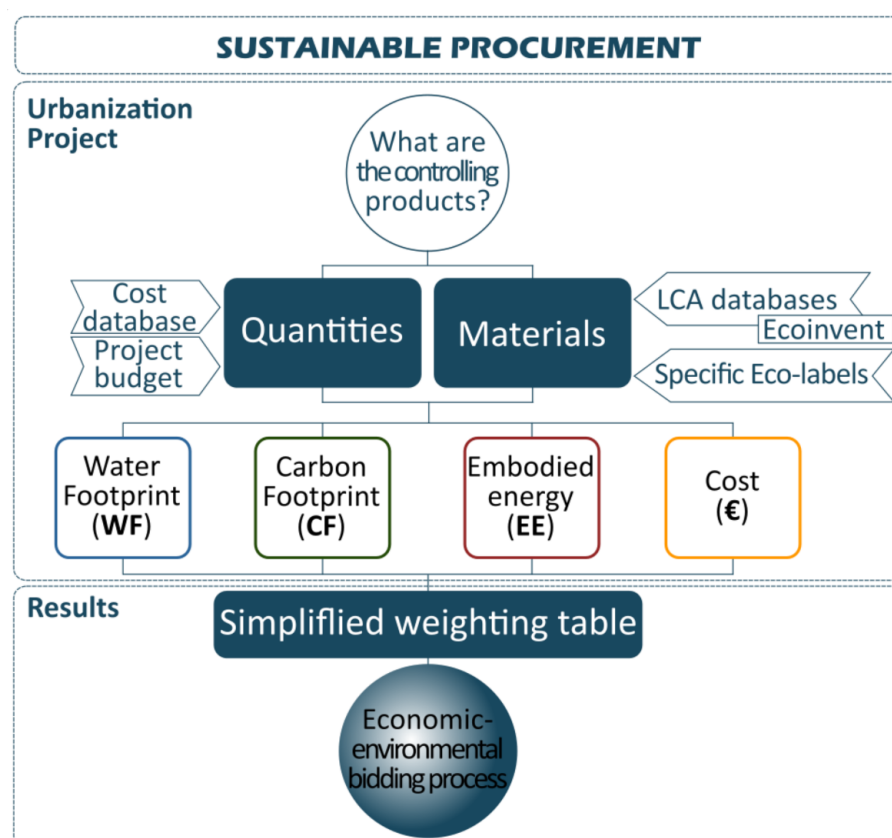 SUSTAINABLE PROCUREMENT
Urbanization
Project
What are
the controlling
products?
Cost
database
Project
budget
Quantities
Materials
LCA databases
Ecoinvent
Specific Eco-labels
Water
Footprint
(WF)
Carbon
Footprint
(CF)
Embodied
energy
(EE)
Cost
(€)
Results
Simpliflied weighting table
Economic-
environmental
bidding process